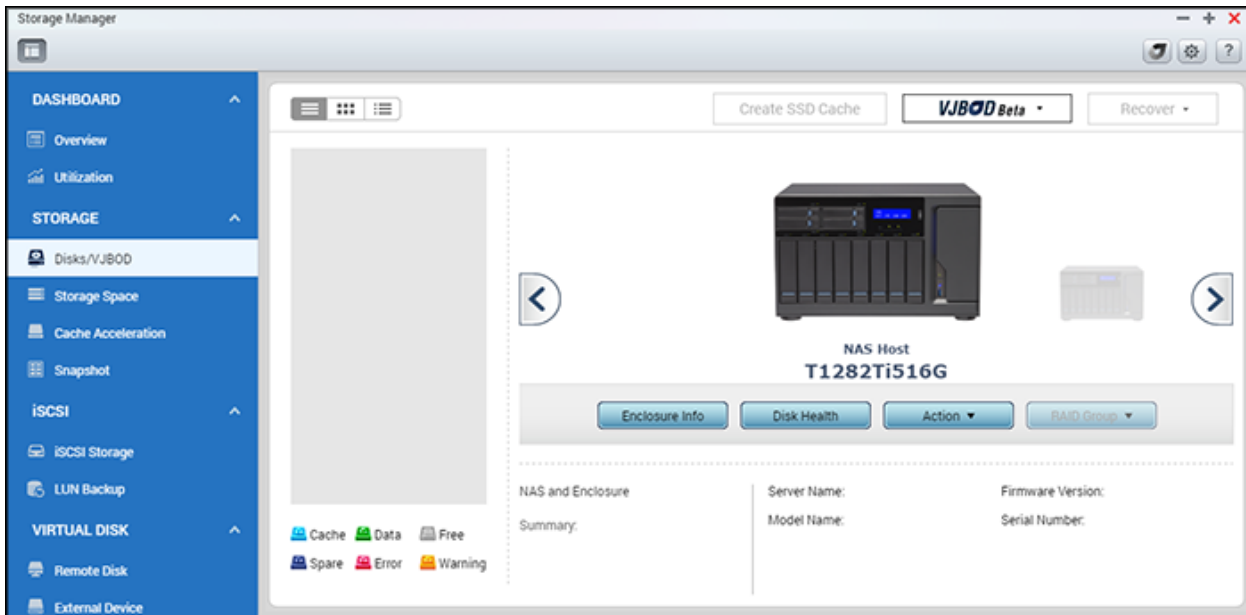 Storage Manager
?
DASHBOARD
Overview
Utilization
STORAGE
Disks/VJBOD
Storage Space
Cache Acceleration
Snapshot
iSCSI
iSCSI Storage
LUN Backup
VIRTUAL DISK
Remote Disk
External Device
Create SSD Cache
VJBOD Beta
Recover
NAS Host
T1282Ti516G
Enclosure Info
Disk Health
Action
RAID Group
Cache
Data
Free
Spare
Error
Warning
NAS and Enclosure
Summary:
Server Name:
Model Name:
Firmware Version:
Serial Number: